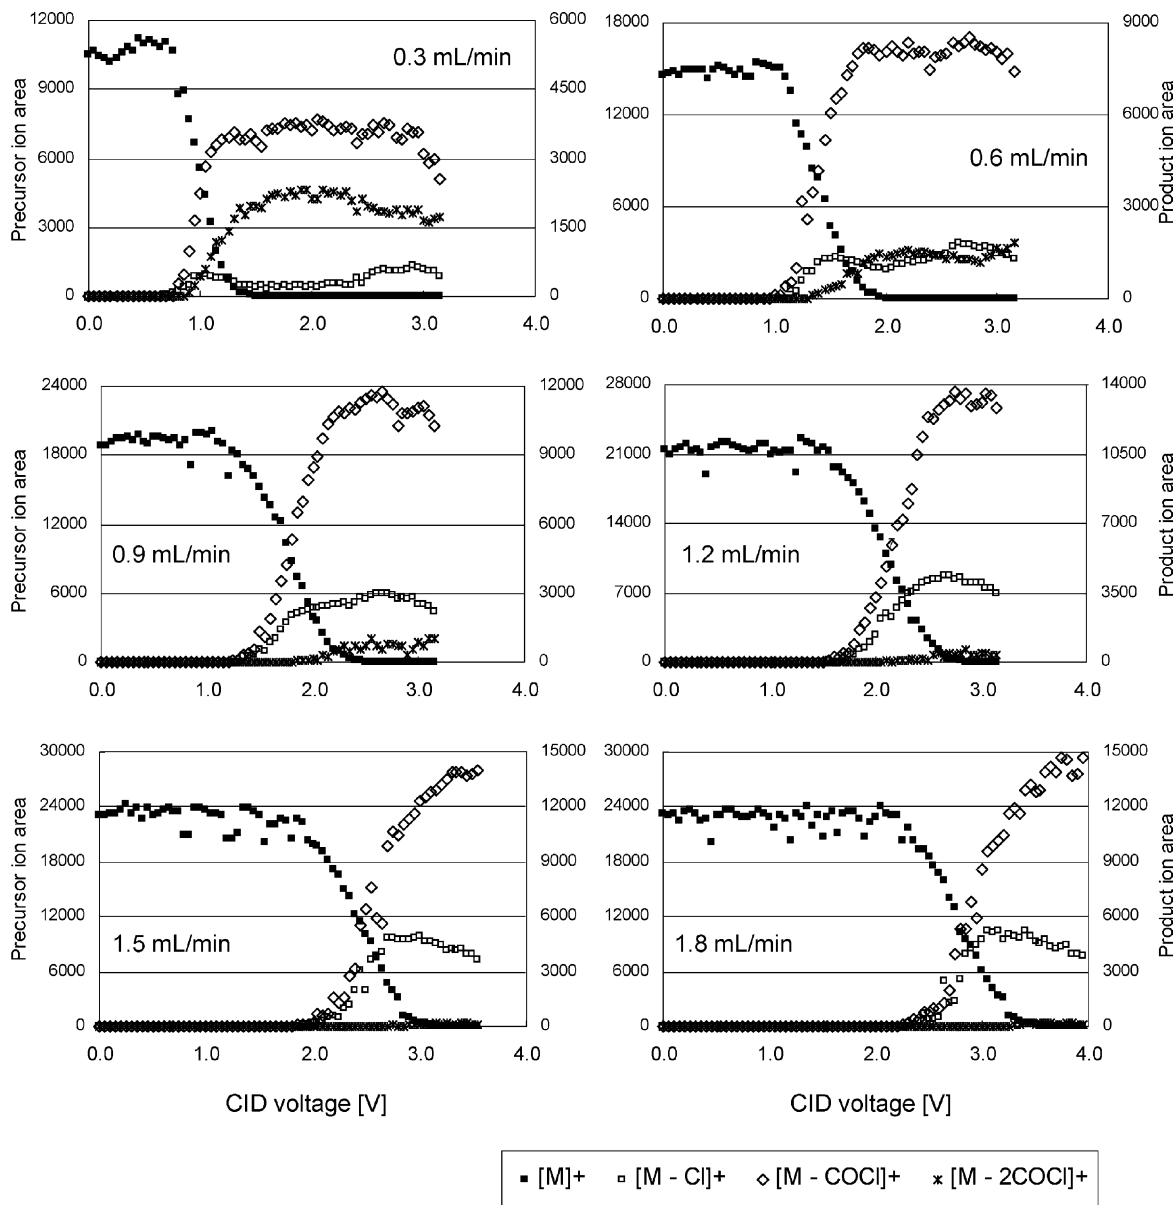 12000
9000
6000
3000
0
Precursor ion area
0.3 mL/min
6000
4500
3000
1500
0
0.0 1.0 2.0 3.0 4.0
18000
12000
6000
0
0.6 mL/min
9000
6000
3000
0
Product ion area
0.0 1.0 2.0 3.0 4.0
24000
18000
12000
6000
0
Precursor ion area
0.9 mL/min
12000
9000
6000
3000
0
0.0 1.0 2.0 3.0 4.0
28000
21000
14000
7000
0
1.2 mL/min
14000
10500
7000
3500
0
Product ion area
0.0 1.0 2.0 3.0 4.0
30000
24000
18000
12000
6000
0
Precursor ion area
1.5 mL/min
15000
12000
9000
6000
3000
0
0.0 1.0 2.0 3.0 4.0
CID voltage [V]
30000
24000
18000
12000
6000
0
1.8 mL/min
15000
12000
9000
6000
3000
0
Product ion area
0.0 1.0 2.0 3.0 4.0
CID voltage [V]
[M]+ [M - Cl]+ [M - COCl]+ [M - 2COCl]+